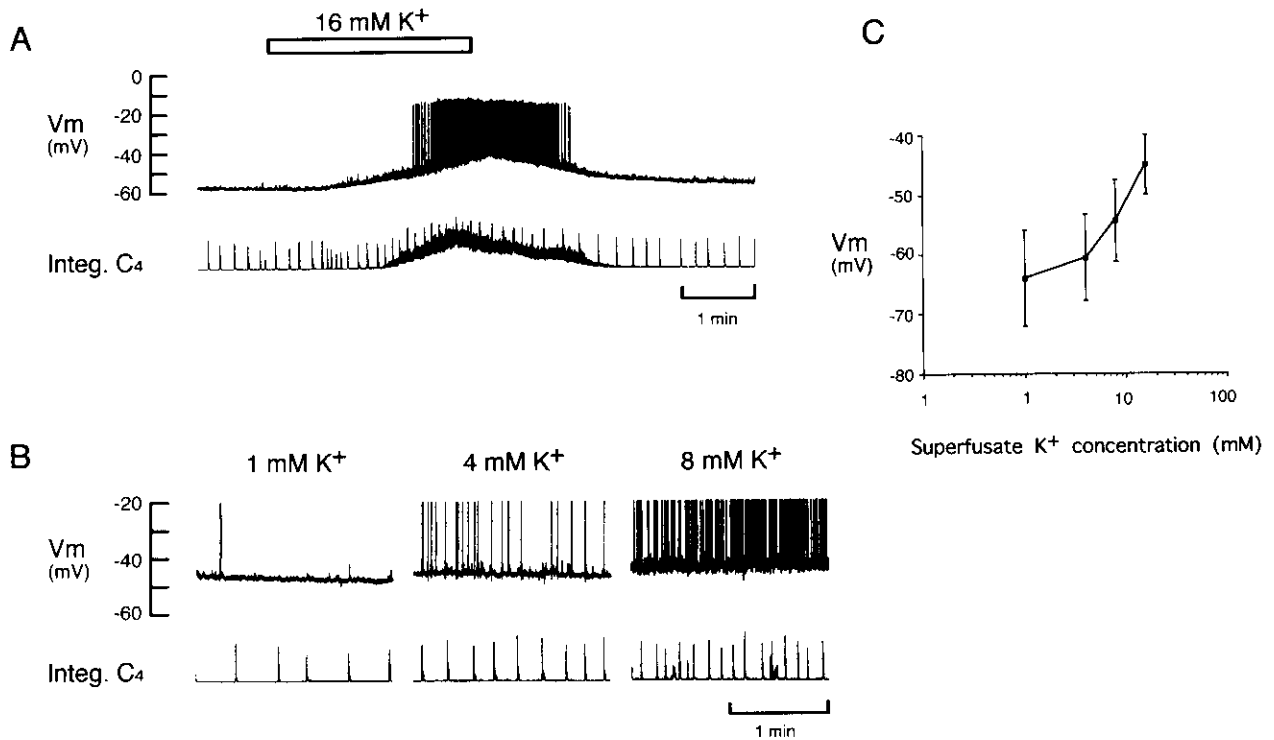 A
16 mM K+
0
-20
-40
-60
Vm
(mV)
Integ. C4
1 min
B
1 mM K+
4 mM K+
8 mM K+
-20
-40
-60
Vm
(mV)
Integ. C4
1 min
C
-40
-50
-60
-70
-80
Vm
(mV)
1 1 10 100
Superfusate K+ concentration (mM)